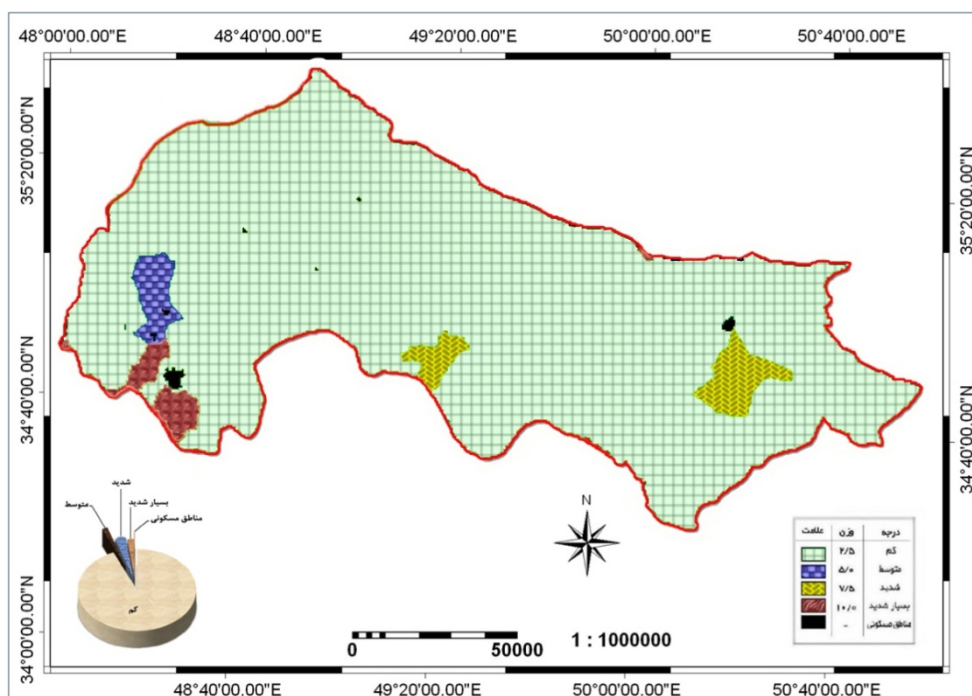 48°00'00.00"E 48°40'00.00"E 49°20'00.00"E 50°00'00.00"E 50°40'00.00"E
35°20'00.00"N
35°20'00.00"N
34°40'00.00"N
34°40'00.00"N
34°00'00.00"N
شدید
بسیار شدید
متوسط
مناطق مسکونی
کم
N
0 50000
1 : 1000000
درجه وزن علامت
کم ۲/۵
متوسط ۵/۰
شدید ۷/۵
بسیار شدید ۱۰/۰
مناطق مسکونی -
48°40'00.00"E 49°20'00.00"E 50°00'00.00"E 50°40'00.00"E